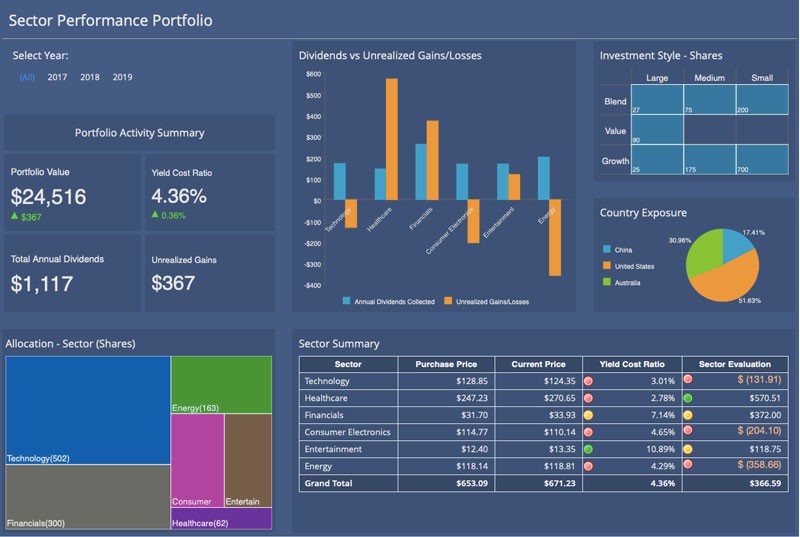 Sector Performance Portfolio
Select Year:
(All) 2017 2018 2019
Portfolio Activity Summary
Portfolio Value
$24,516
$367
Yield Cost Ratio
4.36%
0.36%
Total Annual Dividends
$1,117
Unrealized Gains
$367
Dividends vs Unrealized Gains/Losses
$600
$500
$400
$300
$200
$100
$0
-$100
-$200
-$300
-$400
Technology
Healthcare
Financials
Consumer Electronics
Entertainment
Energy
Annual Dividends Collected
Unrealized Gains/Losses
Investment Style - Shares
Large Medium Small
Blend 27 75 200
Value 90
Growth 25 175 700
Country Exposure
China
United States
Australia
30.96%
17.41%
51.63%
Allocation - Sector (Shares)
Technology(502)
Financials(300)
Energy(163)
Consumer
Entertain
Healthcare(62)
Sector Summary
Sector Purchase Price Current Price Yield Cost Ratio Sector Evaluation
Technology $128.85 $124.35 3.01% $ (131.91)
Healthcare $247.23 $270.65 2.78% $570.51
Financials $31.70 $33.93 7.14% $372.00
Consumer Electronics $114.77 $110.14 4.65% $ (204.10)
Entertainment $12.40 $13.35 10.89% $118.75
Energy $118.14 $118.81 4.29% $ (358.66)
Grand Total $653.09 $671.23 4.36% $366.59